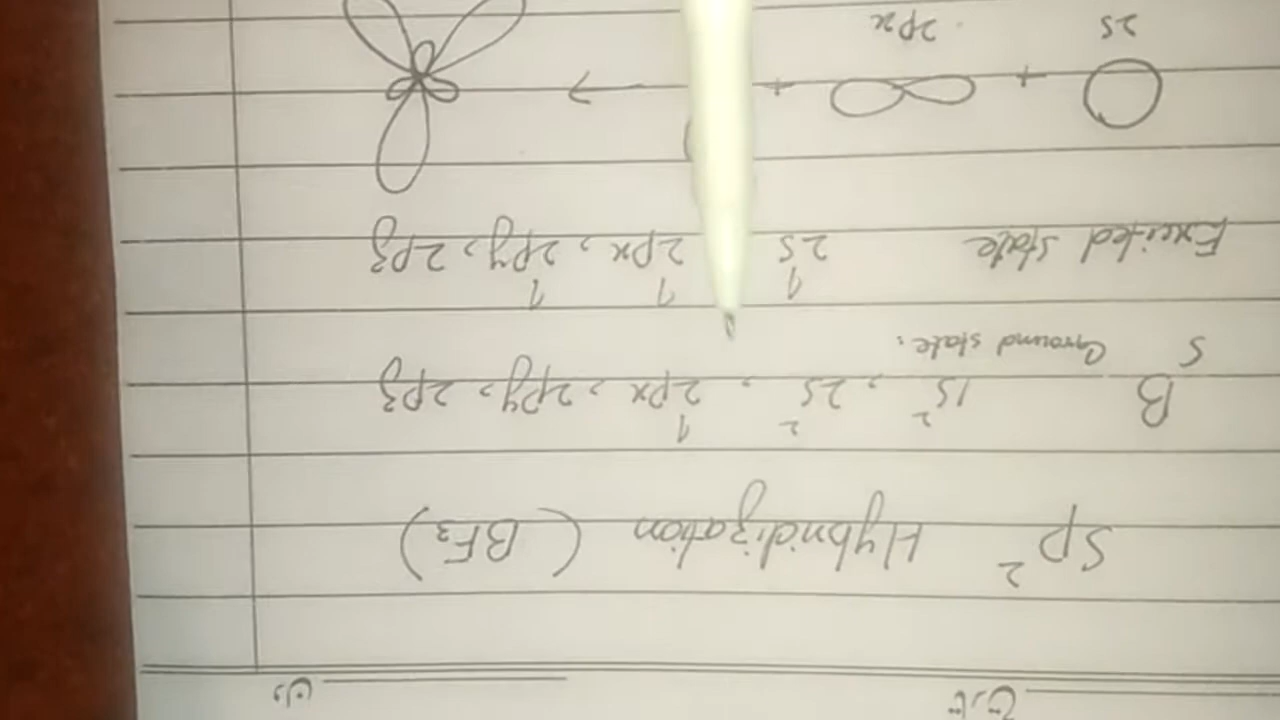 Sp² Hybridization (BF₃)
B 1s², 2s², 2px¹, 2py, 2pz
5 Ground state:
Excited state 2s¹ 2px¹, 2py¹, 2pz
2s + 2px + →